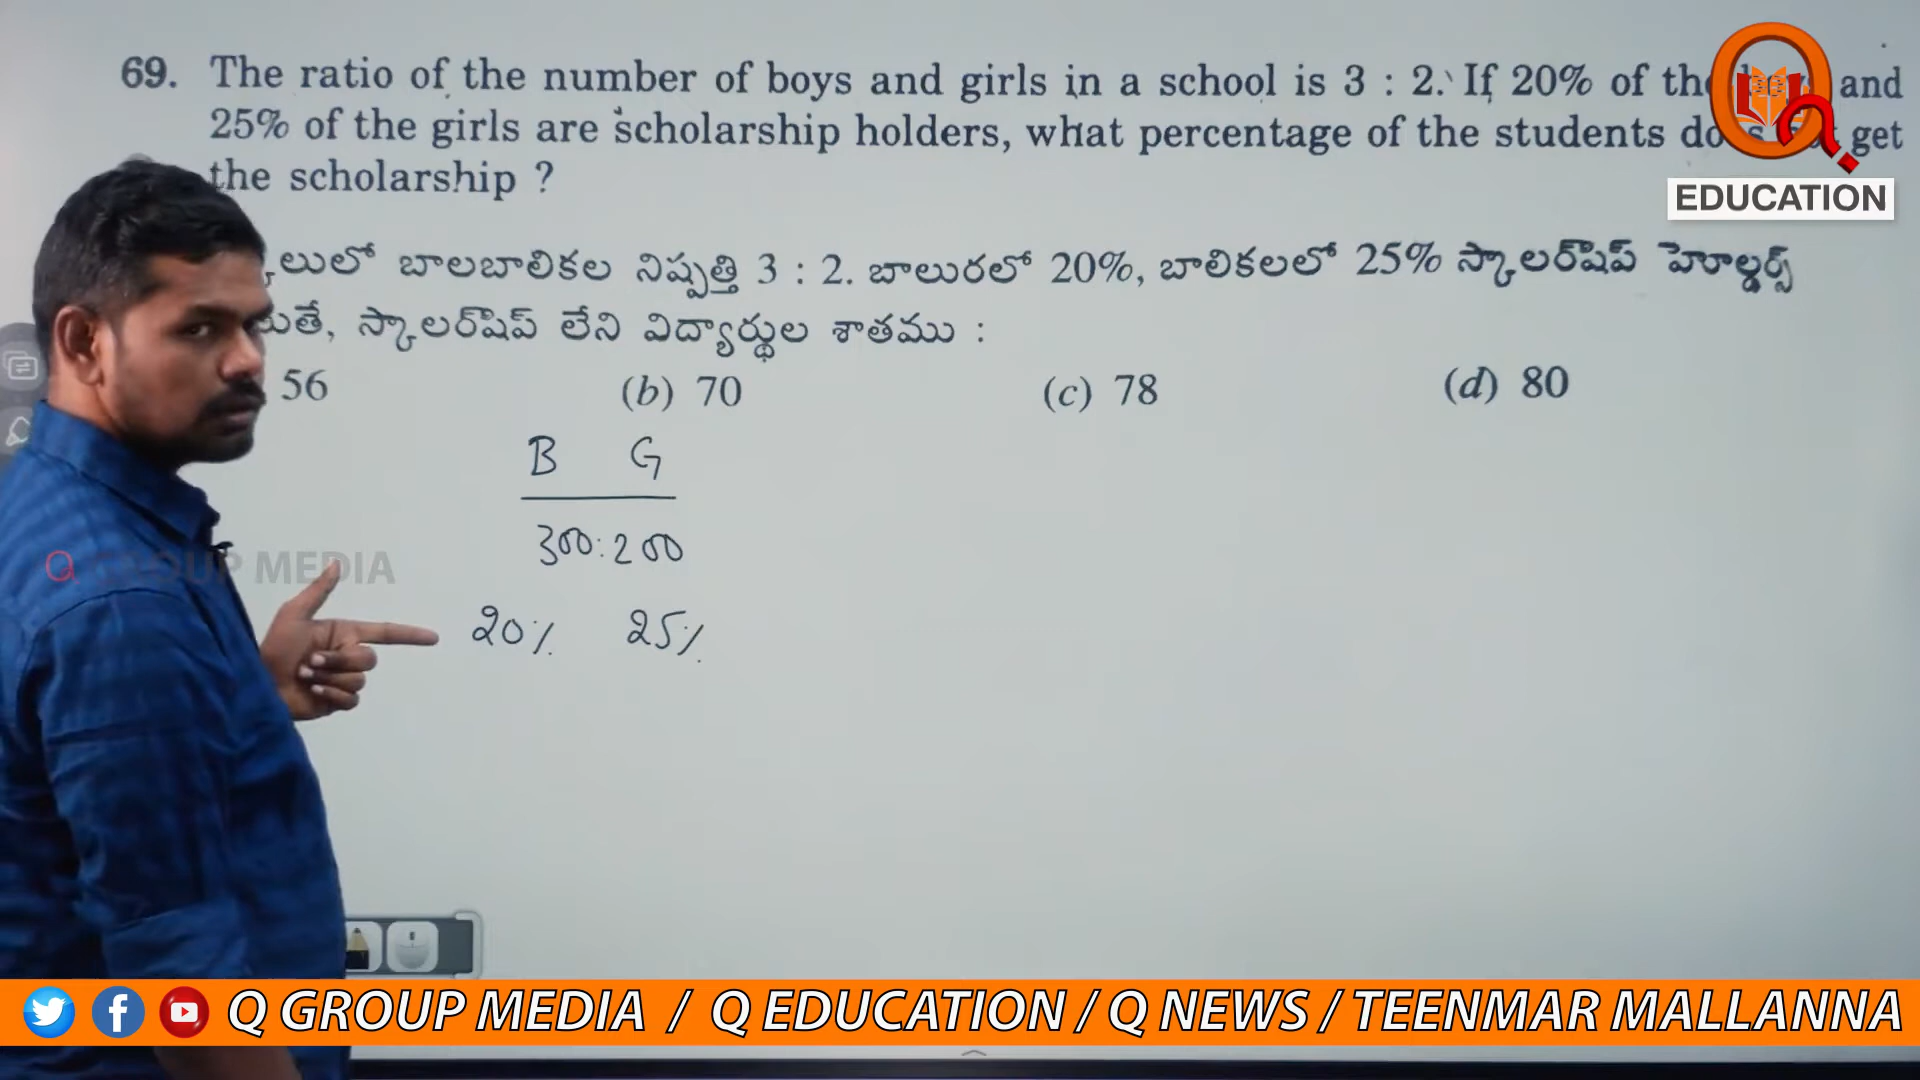 69. The ratio of the number of boys and girls in a school is 3 : 2. If 20% of the and
25% of the girls are scholarship holders, what percentage of the students get
the scholarship ?
బాలబాలికల నిష్పత్తి 3 : 2. బాలురలో 20%, బాలికలలో 25% స్కాలర్‌షిప్ హెూల్డర్స్
స్కాలర్‌షిప్ లేని విద్యార్థుల శాతము :
56 (b) 70 (c) 78 (d) 80
B G
300 : 200
20% 25%
EDUCATION
Q GROUP MEDIA
Q GROUP MEDIA / Q EDUCATION / Q NEWS / TEENMAR MALLANNA